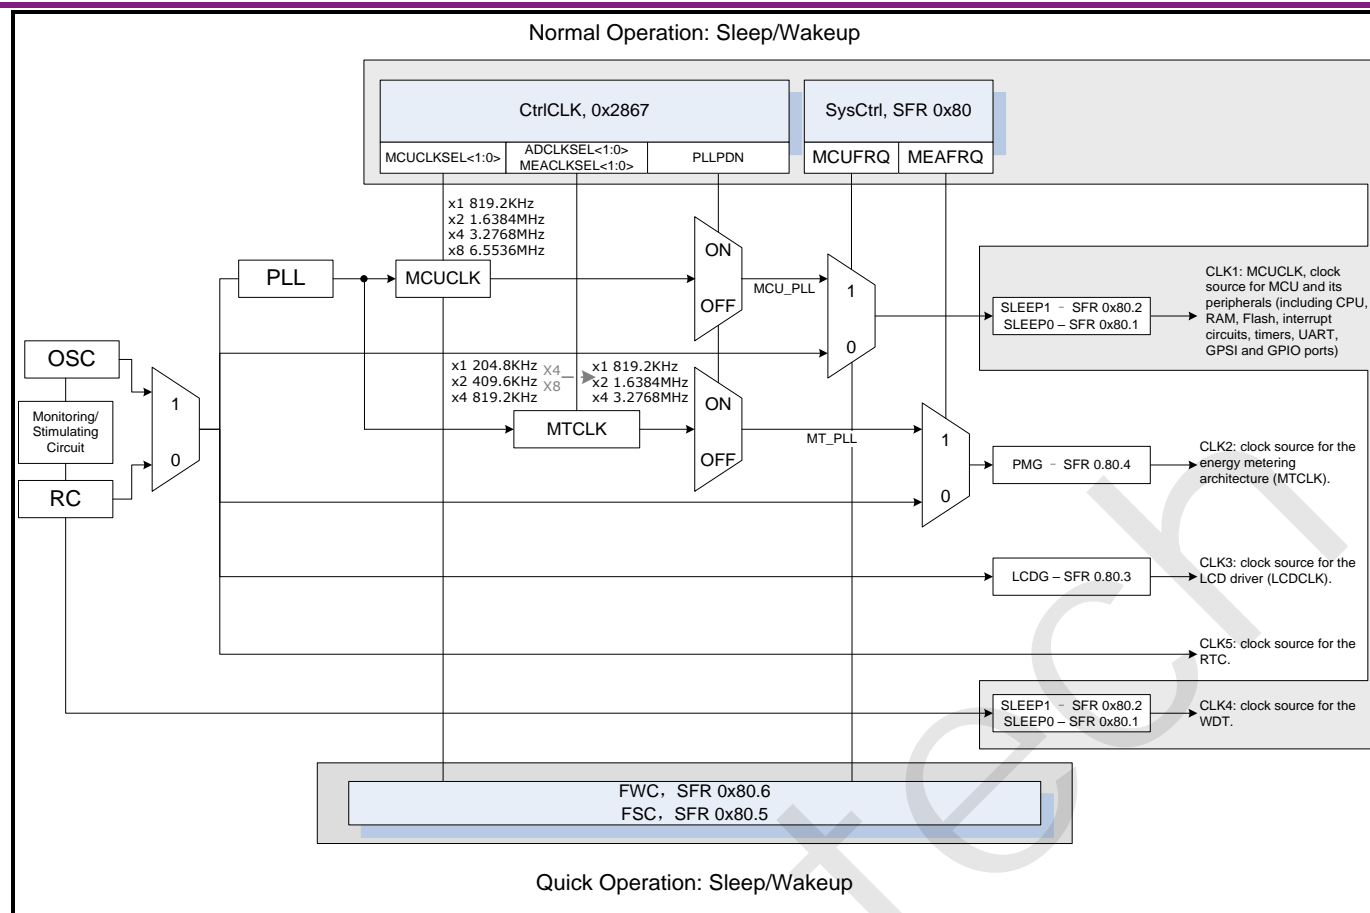 Normal Operation: Sleep/Wakeup
CtrlCLK, 0x2867
SysCtrl, SFR 0x80
MCUCLKSEL<1:0>
ADCLKSEL<1:0>
MEACLKSEL<1:0>
PLLPDN
MCUFRQ
MEAFRQ
x1 819.2KHz
x2 1.6384MHz
x4 3.2768MHz
x8 6.5536MHz
PLL
MCUCLK
ON
OFF
MCU_PLL
1
0
SLEEP1 - SFR 0x80.2
SLEEP0 – SFR 0x80.1
CLK1: MCUCLK, clock
source for MCU and its
peripherals (including CPU,
RAM, Flash, interrupt
circuits, timers, UART,
GPSI and GPIO ports)
OSC
Monitoring/
Stimulating
Circuit
RC
1
0
x1 204.8KHz
x2 409.6KHz
x4 819.2KHz
X4
X8
x1 819.2KHz
x2 1.6384MHz
x4 3.2768MHz
MTCLK
ON
OFF
MT_PLL
1
0
PMG - SFR 0.80.4
CLK2: clock source for the
energy metering
architecture (MTCLK).
LCDG – SFR 0.80.3
CLK3: clock source for the
LCD driver (LCDCLK).
CLK5: clock source for the
RTC.
SLEEP1 - SFR 0x80.2
SLEEP0 – SFR 0x80.1
CLK4: clock source for the
WDT.
FWC，SFR 0x80.6
FSC，SFR 0x80.5
Quick Operation: Sleep/Wakeup
tech